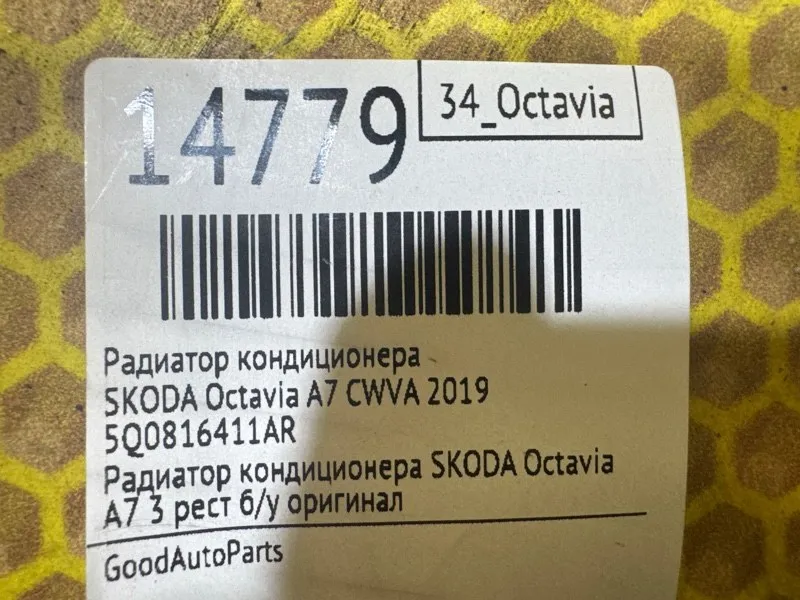 14779
34_Octavia
Радиатор кондиционера
SKODA Octavia A7 CWVA 2019
5Q0816411AR
Радиатор кондиционера SKODA Octavia
A7 3 рест б/у оригинал
GoodAutoParts